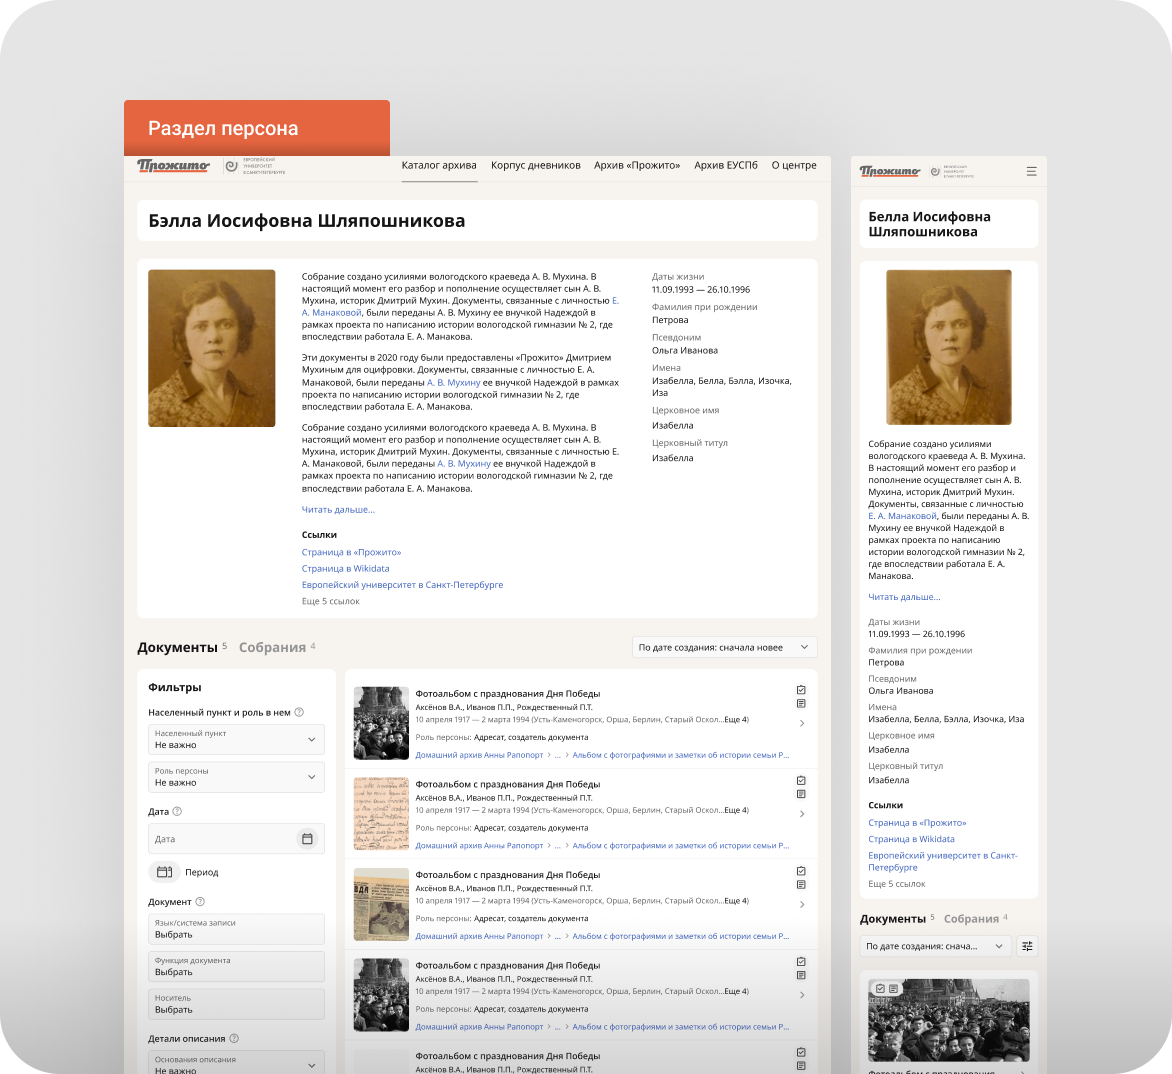 Раздел персона
Прожито
ЕВРОПЕЙСКИЙ
УНИВЕРСИТЕТ
В САНКТ-ПЕТЕРБУРГЕ
Каталог архива
Корпус дневников
Архив «Прожито»
Архив ЕУСПб
О центре
Бэлла Иосифовна Шляпошникова
Собрание создано усилиями вологодского краеведа А. В. Мухина. В
настоящий момент его разбор и пополнение осуществляет сын А. В.
Мухина, историк Дмитрий Мухин. Документы, связанные с личностью Е.
А. Манаковой, были переданы А. В. Мухину ее внучкой Надеждой в
рамках проекта по написанию истории вологодской гимназии № 2, где
впоследствии работала Е. А. Манакова.
Эти документы в 2020 году были предоставлены «Прожито» Дмитрием
Мухиным для оцифровки. Документы, связанные с личностью Е. А.
Манаковой, были переданы А. В. Мухину ее внучкой Надеждой в рамках
проекта по написанию истории вологодской гимназии № 2, где
впоследствии работала Е. А. Манакова.
Собрание создано усилиями вологодского краеведа А. В. Мухина. В
настоящий момент его разбор и пополнение осуществляет сын А. В.
Мухина, историк Дмитрий Мухин. Документы, связанные с личностью Е.
А. Манаковой, были переданы А. В. Мухину ее внучкой Надеждой в
рамках проекта по написанию истории вологодской гимназии № 2, где
впоследствии работала Е. А. Манакова.
Читать дальше...
Ссылки
Страница в «Прожито»
Страница в Wikidata
Европейский университет в Санкт-Петербурге
Еще 5 ссылок
Даты жизни
11.09.1993 — 26.10.1996
Фамилия при рождении
Петрова
Псевдоним
Ольга Иванова
Имена
Изабелла, Белла, Бэлла, Изочка,
Иза
Церковное имя
Изабелла
Церковный титул
Изабелла
Документы 5
Собрания 4
По дате создания: сначала новее
Фильтры
Населенный пункт и роль в нем
Населенный пункт
Не важно
Роль персоны
Не важно
Дата
Дата
Период
Документ
Язык/система записи
Выбрать
Функция документа
Выбрать
Носитель
Выбрать
Детали описания
Основания описания
Не важно
Фотоальбом с празднования Дня Победы
Аксёнов В.А., Иванов П.П., Рождественный П.Т.
10 апреля 1917 — 2 марта 1994 (Усть-Каменогорск, Орша, Берлин, Старый Оскол...Еще 4)
Роль персоны: Адресат, создатель документа
Домашний архив Анны Рапопорт > ... > Альбом с фотографиями и заметки об истории семьи Р...
Фотоальбом с празднования Дня Победы
Аксёнов В.А., Иванов П.П., Рождественный П.Т.
10 апреля 1917 — 2 марта 1994 (Усть-Каменогорск, Орша, Берлин, Старый Оскол...Еще 4)
Роль персоны: Адресат, создатель документа
Домашний архив Анны Рапопорт > ... > Альбом с фотографиями и заметки об истории семьи Р...
Фотоальбом с празднования Дня Победы
Аксёнов В.А., Иванов П.П., Рождественный П.Т.
10 апреля 1917 — 2 марта 1994 (Усть-Каменогорск, Орша, Берлин, Старый Оскол...Еще 4)
Роль персоны: Адресат, создатель документа
Домашний архив Анны Рапопорт > ... > Альбом с фотографиями и заметки об истории семьи Р...
Фотоальбом с празднования Дня Победы
Аксёнов В.А., Иванов П.П., Рождественный П.Т.
10 апреля 1917 — 2 марта 1994 (Усть-Каменогорск, Орша, Берлин, Старый Оскол...Еще 4)
Роль персоны: Адресат, создатель документа
Домашний архив Анны Рапопорт > ... > Альбом с фотографиями и заметки об истории семьи Р...
Фотоальбом с празднования Дня Победы
Аксёнов В.А., Иванов П.П., Рождественный П.Т.
Прожито
ЕВРОПЕЙСКИЙ
УНИВЕРСИТЕТ
В САНКТ-ПЕТЕРБУРГЕ
Белла Иосифовна
Шляпошникова
Собрание создано усилиями
вологодского краеведа А. В. Мухина.
В настоящий момент его разбор и
пополнение осуществляет сын А. В.
Мухина, историк Дмитрий Мухин.
Документы, связанные с личностью
Е. А. Манаковой, были переданы А. В.
Мухину ее внучкой Надеждой в
рамках проекта по написанию
истории вологодской гимназии № 2,
где впоследствии работала Е. А.
Манакова.
Читать дальше...
Даты жизни
11.09.1993 — 26.10.1996
Фамилия при рождении
Петрова
Псевдоним
Ольга Иванова
Имена
Изабелла, Белла, Бэлла, Изочка, Иза
Церковное имя
Изабелла
Церковный титул
Изабелла
Ссылки
Страница в «Прожито»
Страница в Wikidata
Европейский университет в Санкт-
Петербурге
Еще 5 ссылок
Документы 5
Собрания 4
По дате создания: снача...
Фотоальбом с празднования